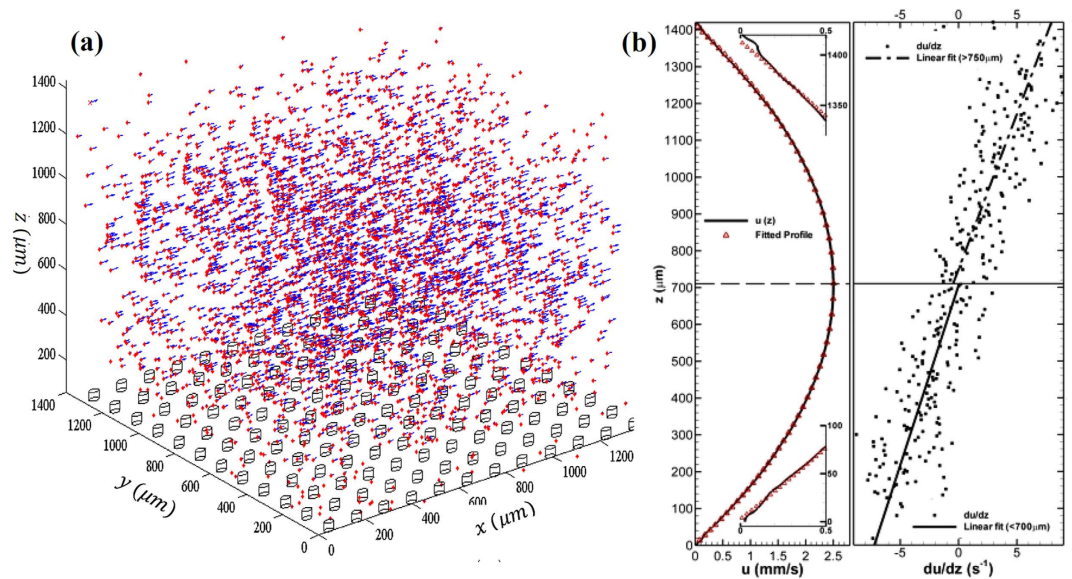 (a)
1400
1200
1000
800
600
400
200
z (μm)
1400
1200
1000
800
600
400
200
0
y (μm)
0
200
400
600
800
1000
1200
x (μm)
(b)
1400
1300
1200
1100
1000
900
800
700
600
500
400
300
200
100
0
z (μm)
0 0.5
1400
1350
u (z)
Fitted Profile
100
50
0
0 0.5
0 0.5 1 1.5 2 2.5
u (mm/s)
-5 0 5
du/dz
Linear fit (>750μm)
du/dz
Linear fit (<700μm)
-5 0 5
du/dz (s⁻¹)